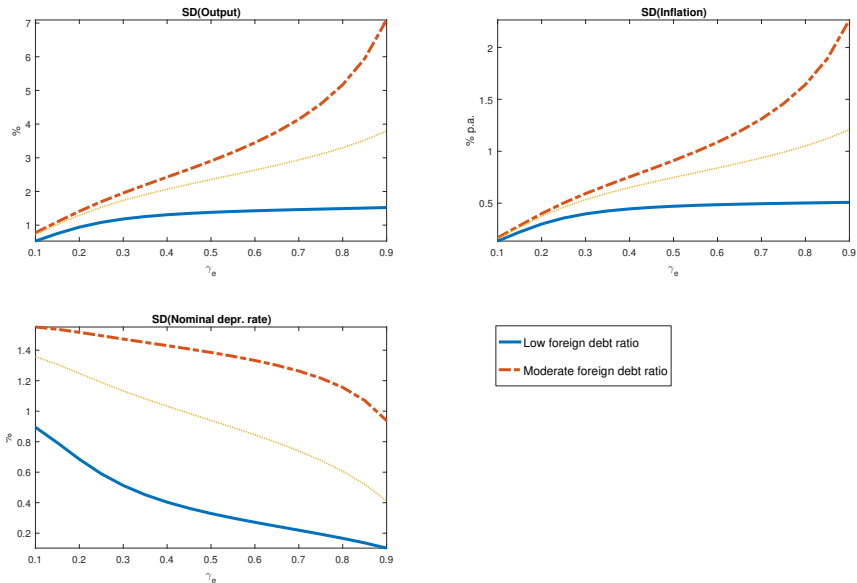 SD(Output)
7
6
5
4
3
2
1
%
0.1 0.2 0.3 0.4 0.5 0.6 0.7 0.8 0.9
γe
SD(Inflation)
2
1.5
1
0.5
% p.a.
0.1 0.2 0.3 0.4 0.5 0.6 0.7 0.8 0.9
γe
SD(Nominal depr. rate)
1.4
1.2
1
0.8
0.6
0.4
0.2
%
0.1 0.2 0.3 0.4 0.5 0.6 0.7 0.8 0.9
γe
Low foreign debt ratio
Moderate foreign debt ratio